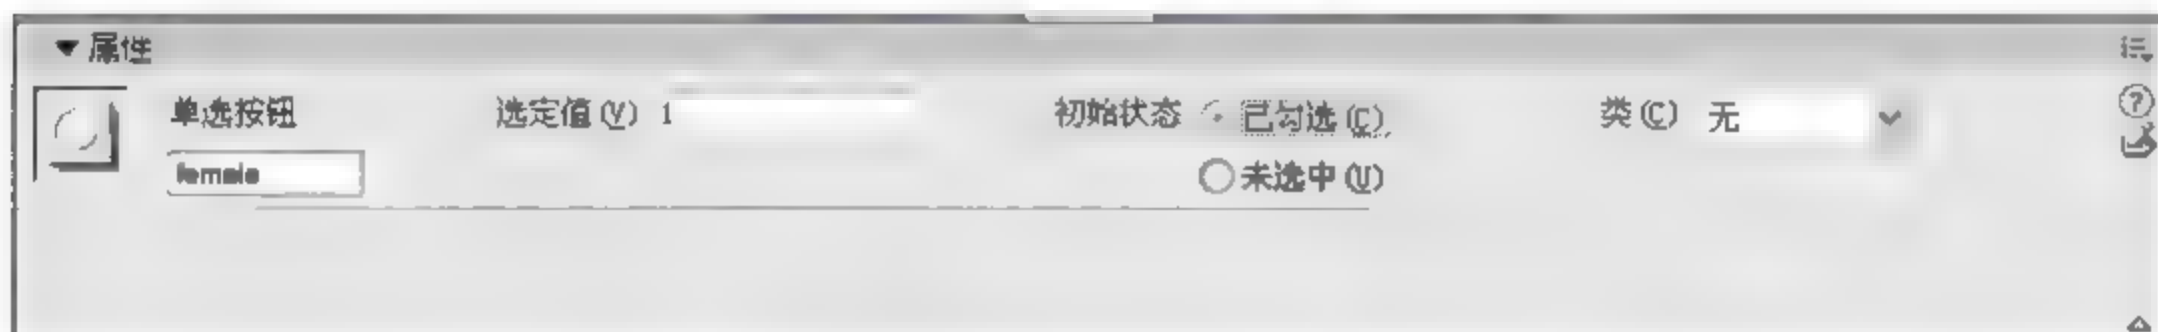 属性
单选按钮 选定值(V) 1 初始状态 已勾选(C) 类(C) 无
female 未选中(U)